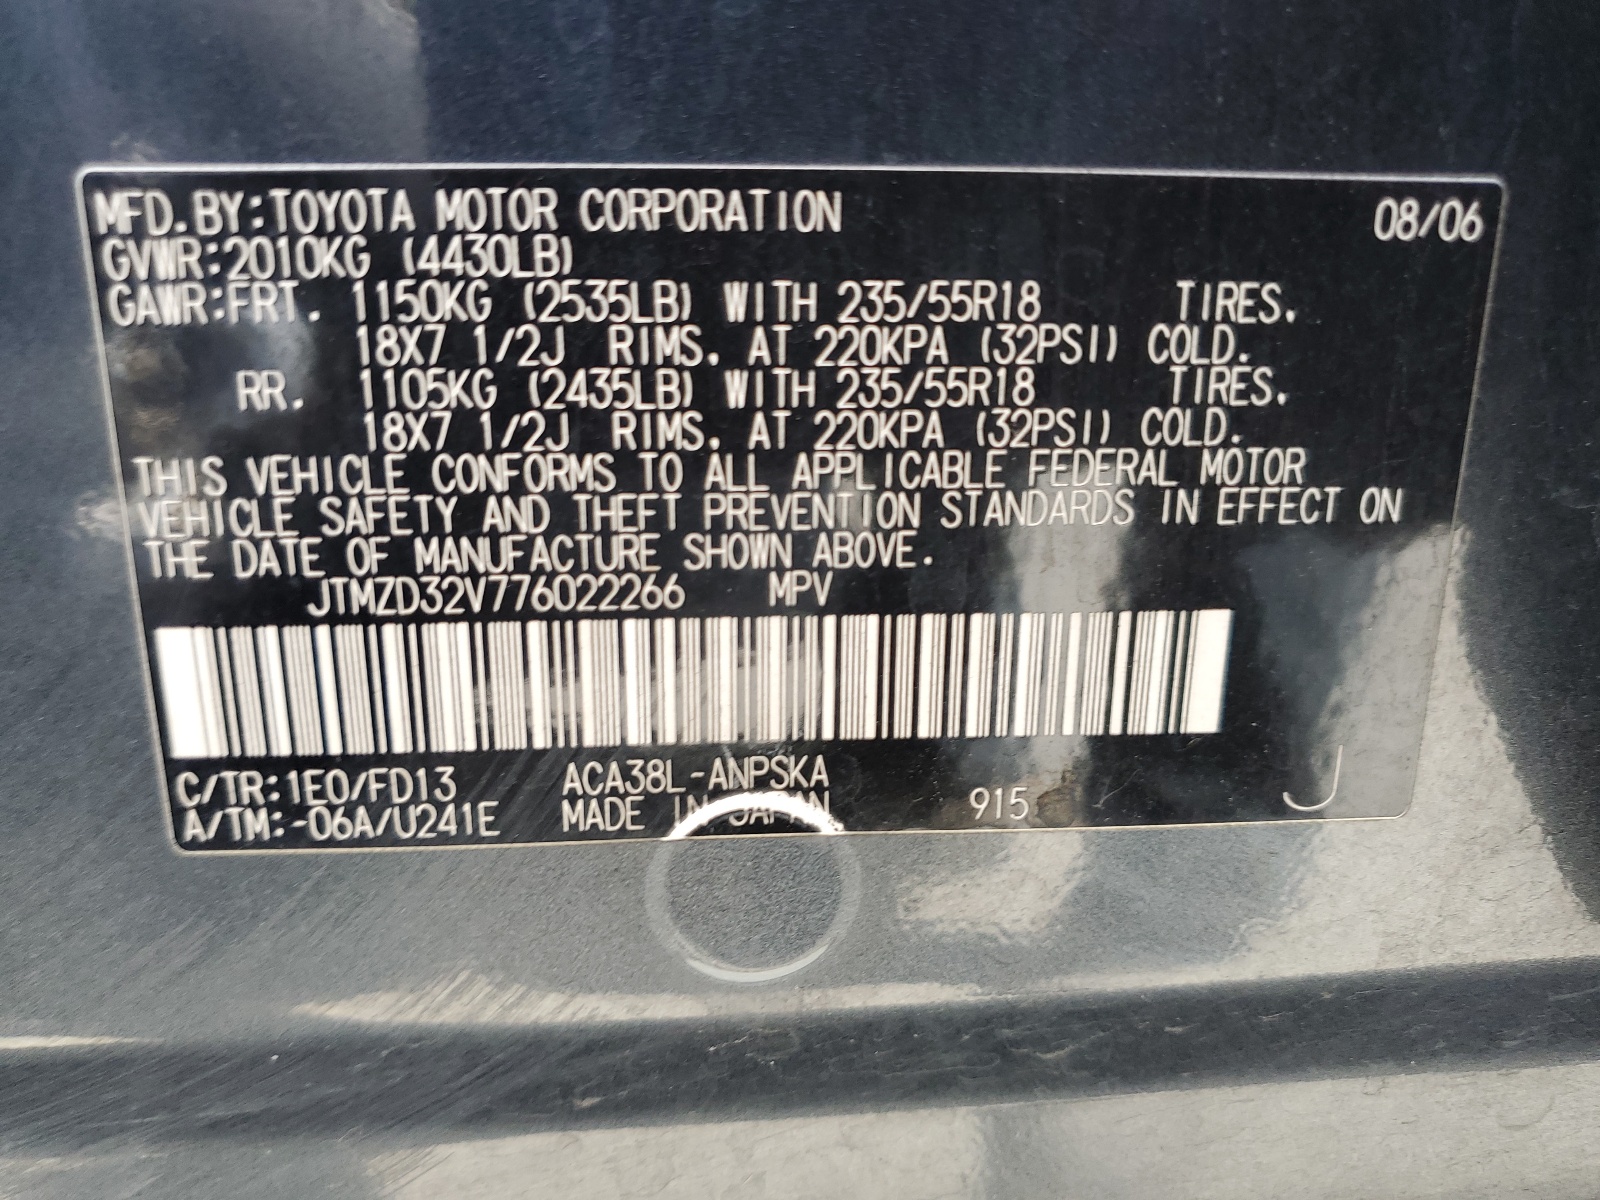 MFD.BY:TOYOTA MOTOR CORPORATION 08/06
GVWR:2010KG (4430LB)
GAWR:FRT. 1150KG (2535LB) WITH 235/55R18 TIRES.
18X7 1/2J RIMS. AT 220KPA (32PSI) COLD.
RR. 1105KG (2435LB) WITH 235/55R18 TIRES.
18X7 1/2J RIMS. AT 220KPA (32PSI) COLD.
THIS VEHICLE CONFORMS TO ALL APPLICABLE FEDERAL MOTOR
VEHICLE SAFETY AND THEFT PREVENTION STANDARDS IN EFFECT ON
THE DATE OF MANUFACTURE SHOWN ABOVE.
JTMZD32V776022266 MPV
C/TR:1E0/FD13 ACA38L-ANPSKA
A/TM:-06A/U241E MADE IN JAPAN 915 J